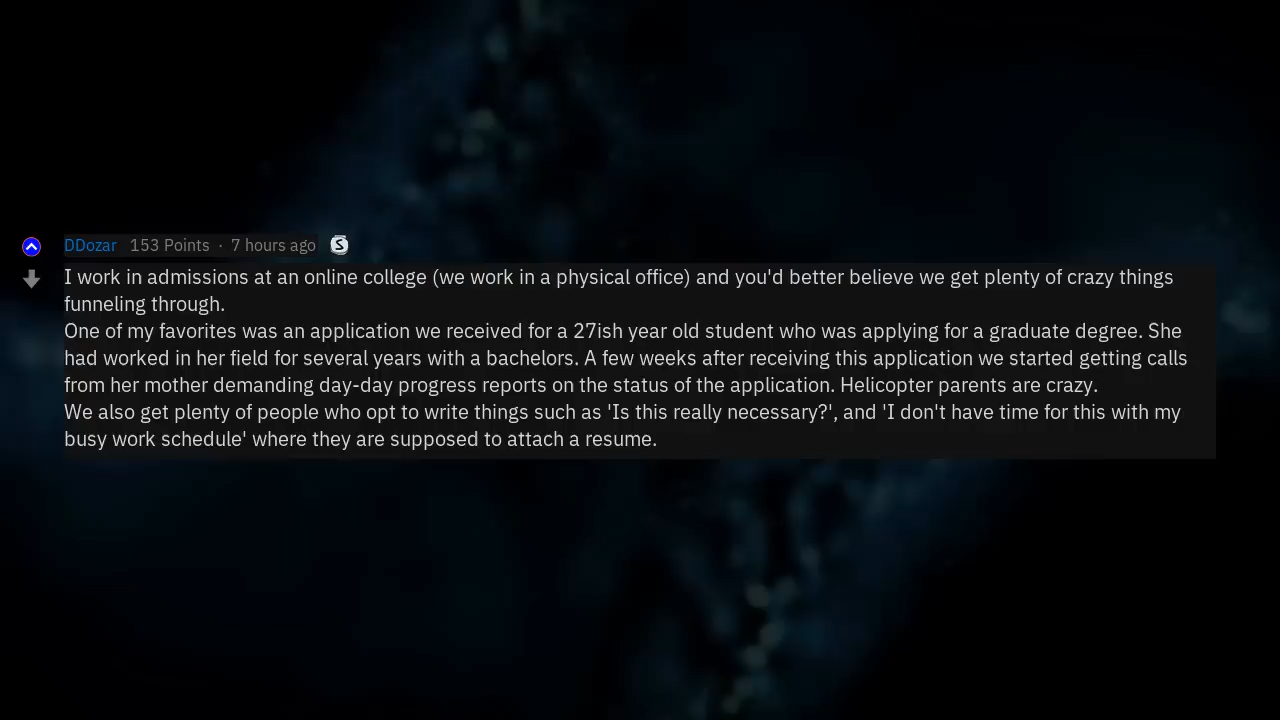 DDozar 153 Points · 7 hours ago S
I work in admissions at an online college (we work in a physical office) and you'd better believe we get plenty of crazy things
funneling through.
One of my favorites was an application we received for a 27ish year old student who was applying for a graduate degree. She
had worked in her field for several years with a bachelors. A few weeks after receiving this application we started getting calls
from her mother demanding day-day progress reports on the status of the application. Helicopter parents are crazy.
We also get plenty of people who opt to write things such as 'Is this really necessary?', and 'I don't have time for this with my
busy work schedule' where they are supposed to attach a resume.